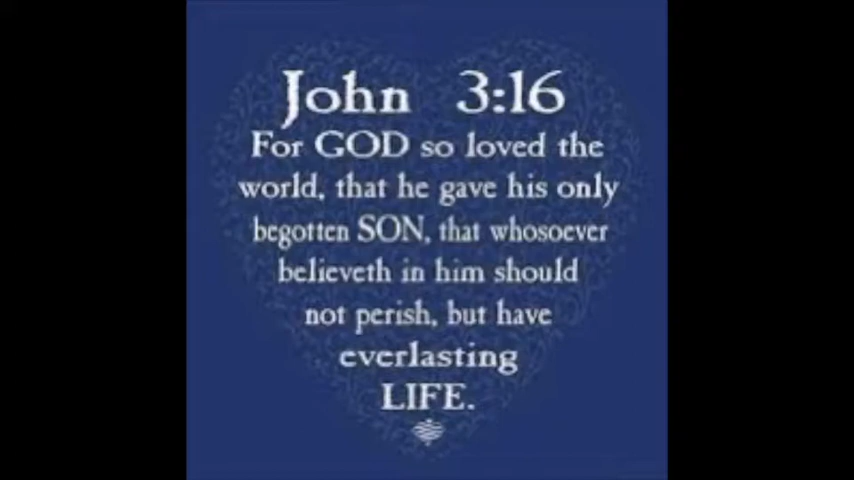 John 3:16
For GOD so loved the
world, that he gave his only
begotten SON, that whosoever
believeth in him should
not perish, but have
everlasting
LIFE.